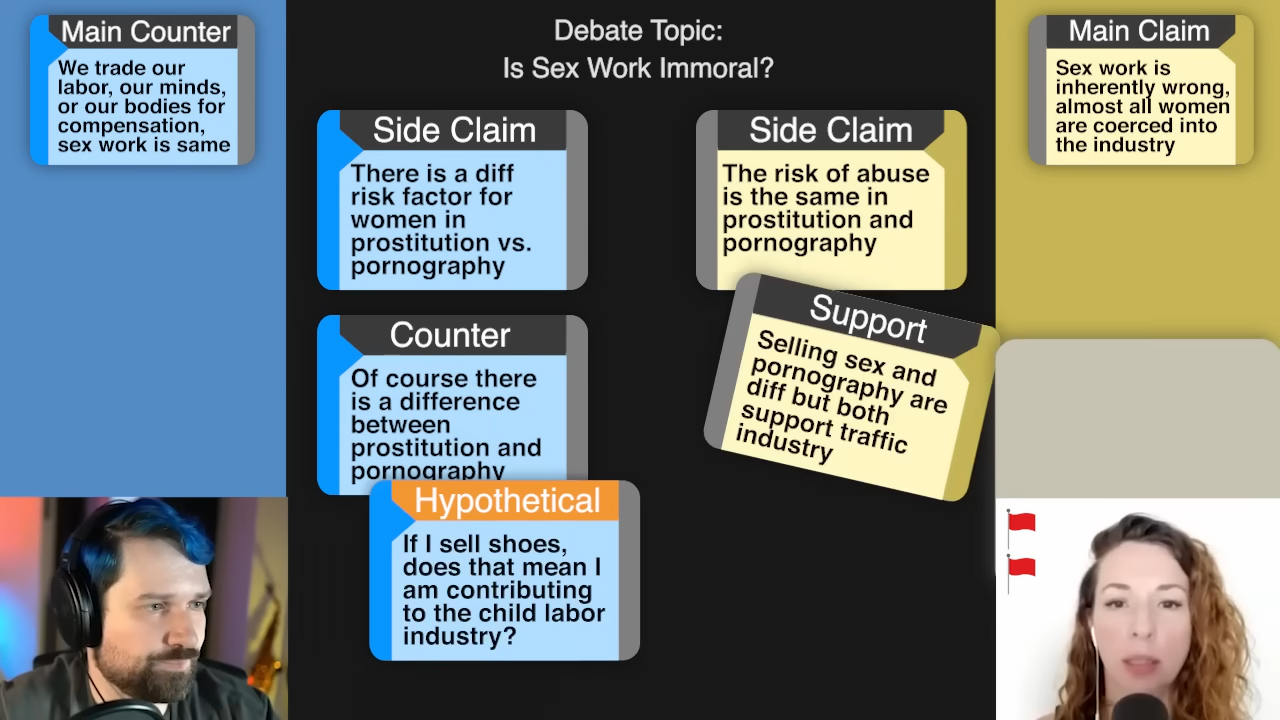 Debate Topic:
Is Sex Work Immoral?
Main Counter
We trade our
labor, our minds,
or our bodies for
compensation,
sex work is same
Side Claim
There is a diff
risk factor for
women in
prostitution vs.
pornography
Counter
Of course there
is a difference
between
prostitution and
pornography
Hypothetical
If I sell shoes,
does that mean I
am contributing
to the child labor
industry?
Side Claim
The risk of abuse
is the same in
prostitution and
pornography
Support
Selling sex and
pornography are
diff but both
support traffic
industry
Main Claim
Sex work is
inherently wrong,
almost all women
are coerced into
the industry